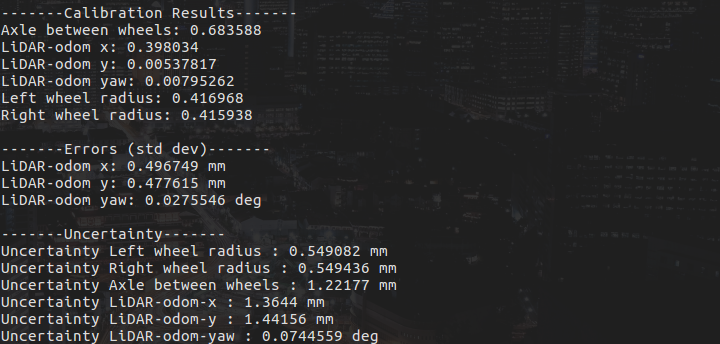 -------Calibration Results-------
Axle between wheels: 0.683588
LiDAR-odom x: 0.398034
LiDAR-odom y: 0.00537817
LiDAR-odom yaw: 0.00795262
Left wheel radius: 0.416968
Right wheel radius: 0.415938
-------Errors (std dev)-------
LiDAR-odom x: 0.496749 mm
LiDAR-odom y: 0.477615 mm
LiDAR-odom yaw: 0.0275546 deg
-------Uncertainty-------
Uncertainty Left wheel radius : 0.549082 mm
Uncertainty Right wheel radius : 0.549436 mm
Uncertainty Axle between wheels : 1.22177 mm
Uncertainty LiDAR-odom-x : 1.3644 mm
Uncertainty LiDAR-odom-y : 1.44156 mm
Uncertainty LiDAR-odom-yaw : 0.0744559 deg